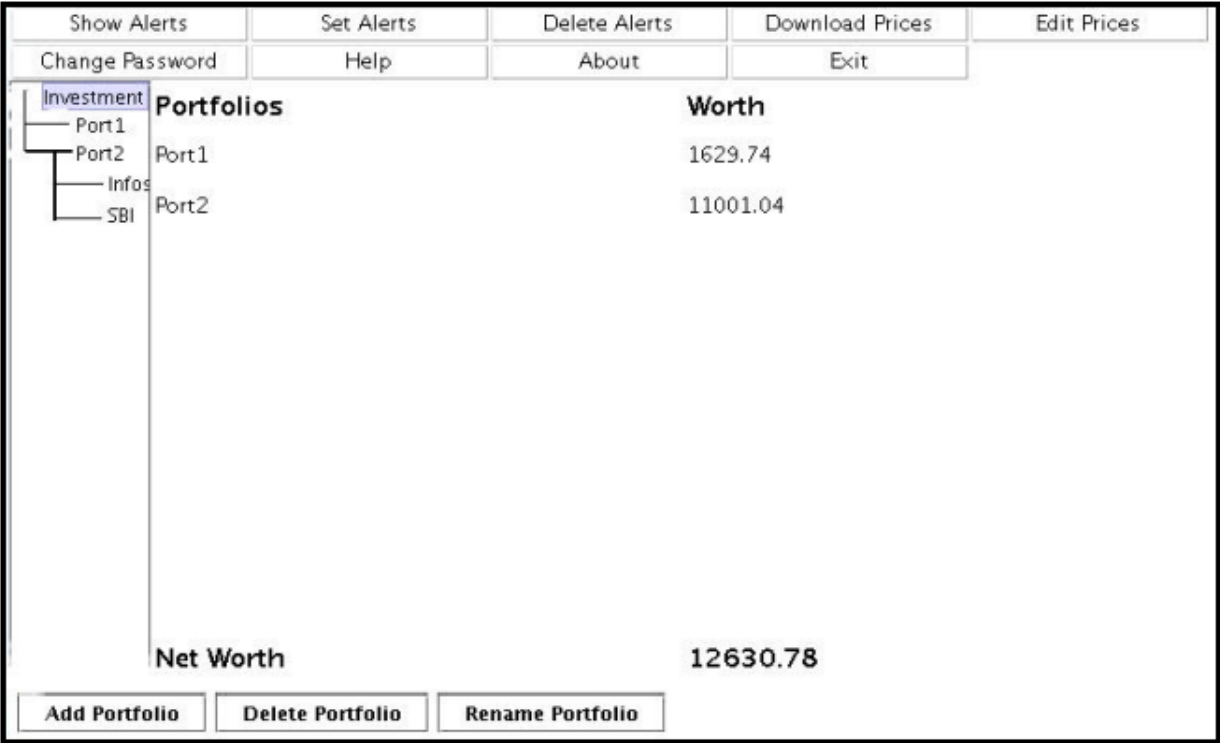 Show Alerts Set Alerts Delete Alerts Download Prices Edit Prices
Change Password Help About Exit
Investment
Port1
Port2
Infos
SBI
Portfolios Worth
Port1 1629.74
Port2 11001.04
Net Worth 12630.78
Add Portfolio Delete Portfolio Rename Portfolio